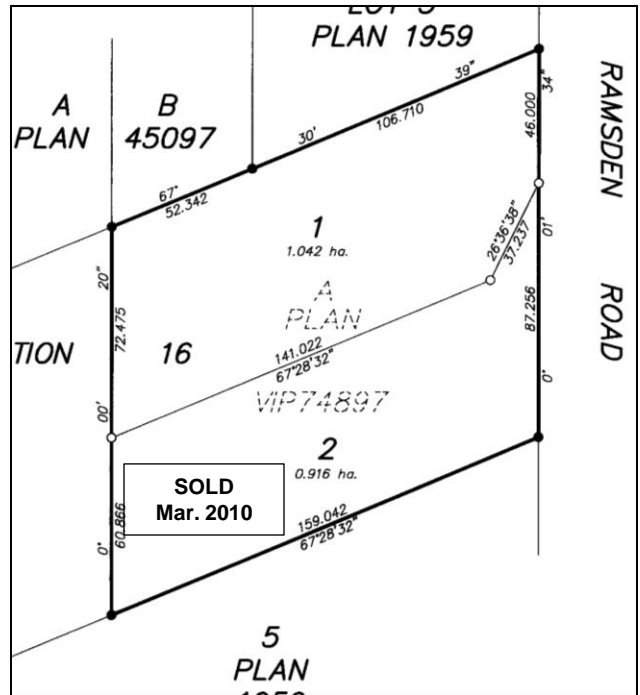 PLAN 1959
A
PLAN
B
45097
39"
34"
30'
106.710
46.000
67°
52.342
RAMSDEN
ROAD
1
1.042 ha.
26°36'38"
37.237
01'
20"
72.475
87.256
A
PLAN
TION
16
141.022
67°28'32"
VIP74897
00'
0°
2
0.916 ha.
SOLD
Mar. 2010
60.866
0°
159.042
67°28'32"
5
PLAN